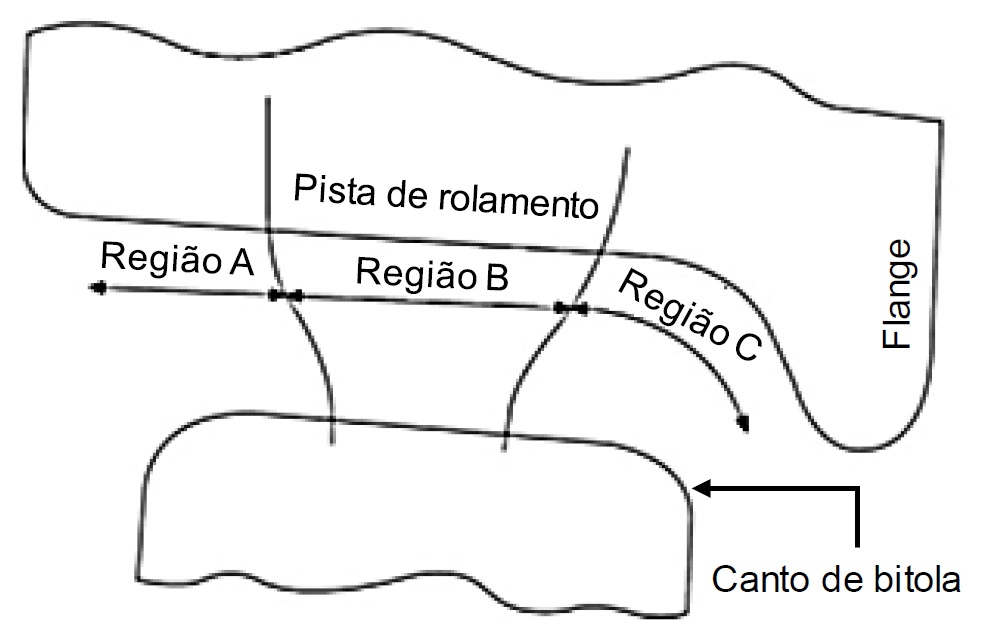 Pista de rolamento
Região A
Região B
Região C
Flange
Canto de bitola